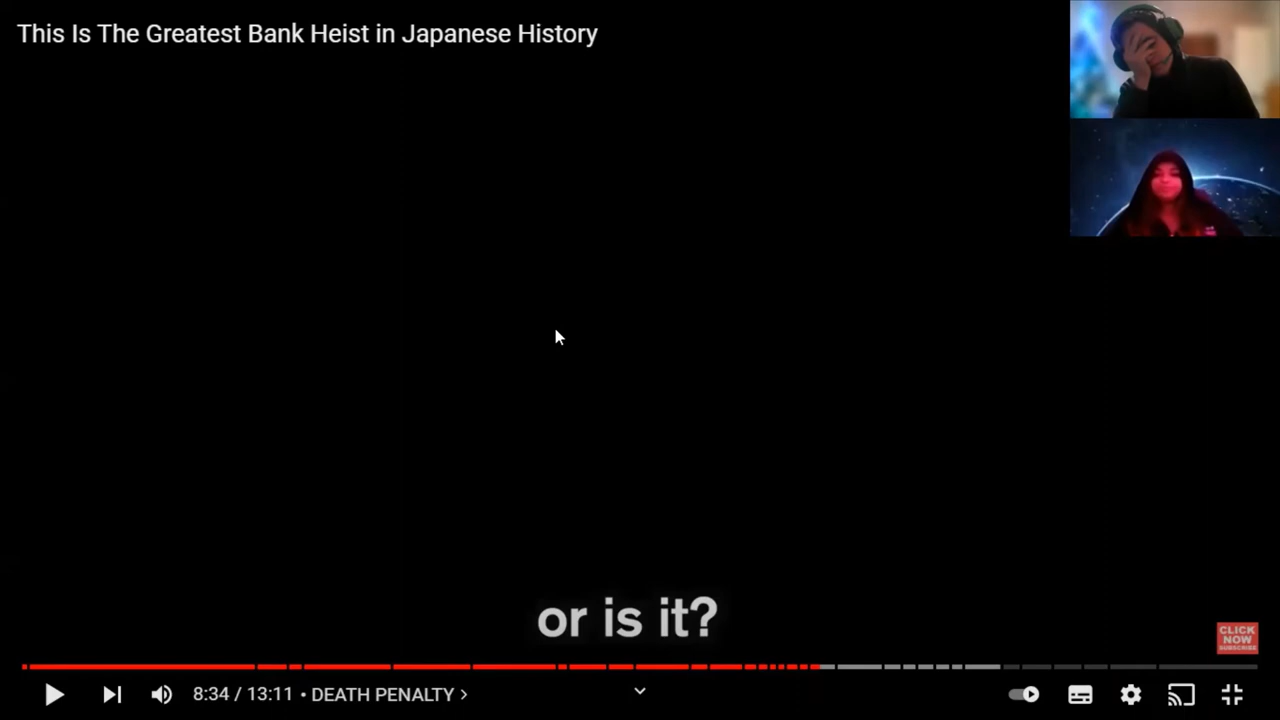 This Is The Greatest Bank Heist in Japanese History
or is it?
CLICK
NOW
SUBSCRIBE
8:34 / 13:11 • DEATH PENALTY >